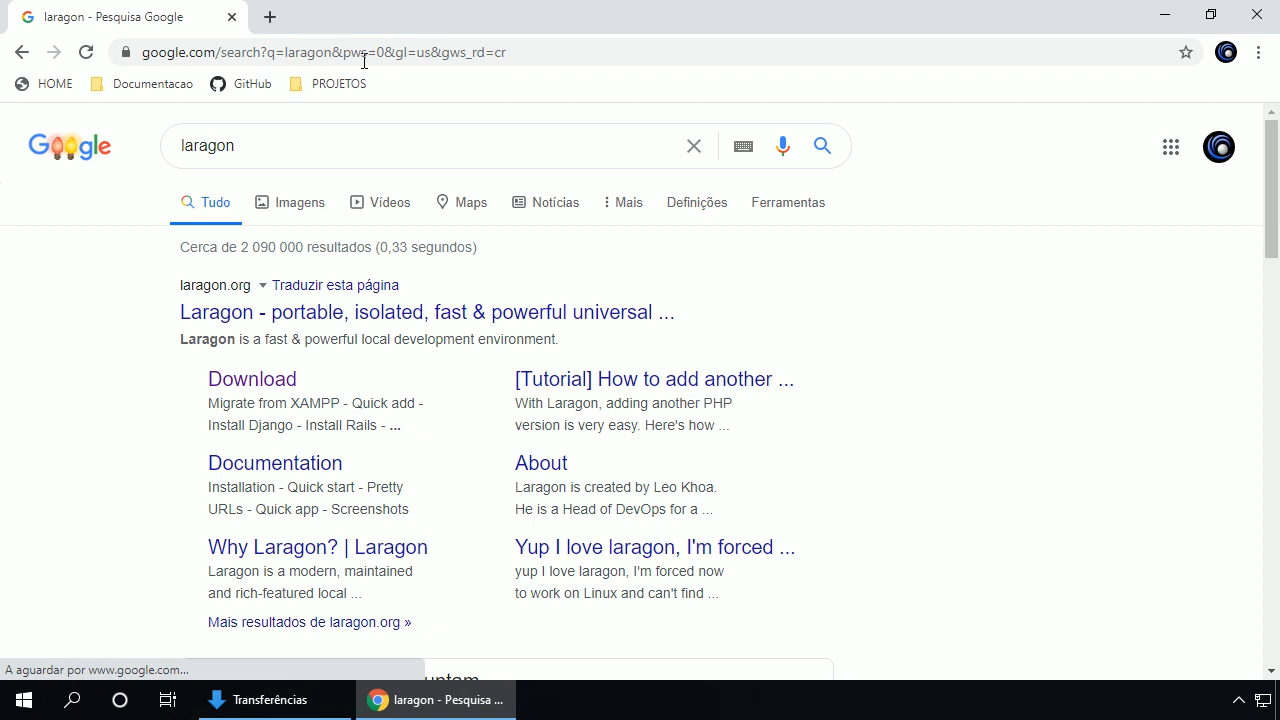 laragon - Pesquisa Google
google.com/search?q=laragon&pws=0&gl=us&gws_rd=cr
HOME Documentacao GitHub PROJETOS
Google
laragon
Tudo Imagens Vídeos Maps Notícias Mais Definições Ferramentas
Cerca de 2 090 000 resultados (0,33 segundos)
laragon.org Traduzir esta página
Laragon - portable, isolated, fast & powerful universal ...
Laragon is a fast & powerful local development environment.
Download
Migrate from XAMPP - Quick add -
Install Django - Install Rails - ...
[Tutorial] How to add another ...
With Laragon, adding another PHP
version is very easy. Here's how ...
Documentation
Installation - Quick start - Pretty
URLs - Quick app - Screenshots
About
Laragon is created by Leo Khoa.
He is a Head of DevOps for a ...
Why Laragon? | Laragon
Laragon is a modern, maintained
and rich-featured local ...
Yup I love laragon, I'm forced ...
yup I love laragon, I'm forced now
to work on Linux and can't find ...
Mais resultados de laragon.org »
A aguardar por www.google.com...
Transferências
laragon - Pesquisa ...